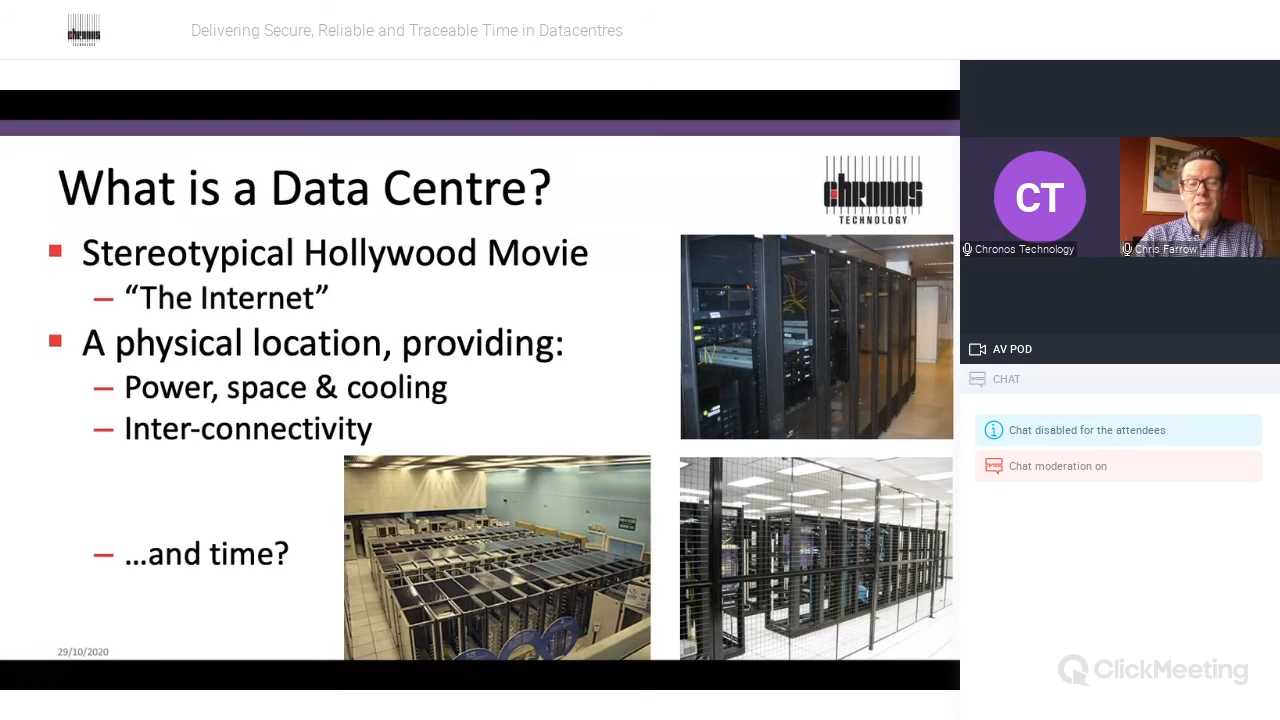 chronos
TECHNOLOGY
Delivering Secure, Reliable and Traceable Time in Datacentres
What is a Data Centre?
chronos
TECHNOLOGY
Stereotypical Hollywood Movie
– “The Internet”
A physical location, providing:
– Power, space & cooling
– Inter-connectivity
– …and time?
29/10/2020
CT
Chronos Technology
Chris Farrow
AV POD
CHAT
Chat disabled for the attendees
Chat moderation on
ClickMeeting